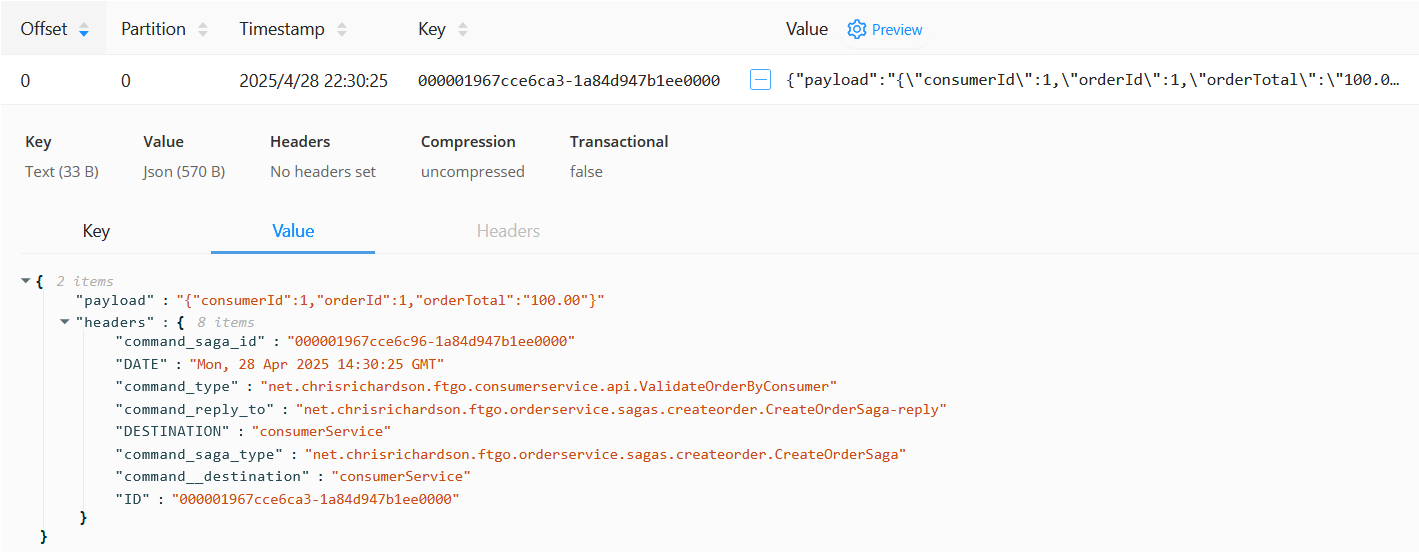 Offset Partition Timestamp Key Value Preview
0 0 2025/4/28 22:30:25 000001967cce6ca3-1a84d947b1ee0000 {"payload":"{\"consumerId\":1,\"orderId\":1,\"orderTotal\":\"100.0…
Key Value Headers Compression Transactional
Text (33 B) Json (570 B) No headers set uncompressed false
Key Value Headers
{ 2 items
"payload" : "{"consumerId":1,"orderId":1,"orderTotal":"100.00"}"
"headers" : { 8 items
"command_saga_id" : "000001967cce6c96-1a84d947b1ee0000"
"DATE" : "Mon, 28 Apr 2025 14:30:25 GMT"
"command_type" : "net.chrisrichardson.ftgo.consumerservice.api.ValidateOrderByConsumer"
"command_reply_to" : "net.chrisrichardson.ftgo.orderservice.sagas.createorder.CreateOrderSaga-reply"
"DESTINATION" : "consumerService"
"command_saga_type" : "net.chrisrichardson.ftgo.orderservice.sagas.createorder.CreateOrderSaga"
"command__destination" : "consumerService"
"ID" : "000001967cce6ca3-1a84d947b1ee0000"
}
}